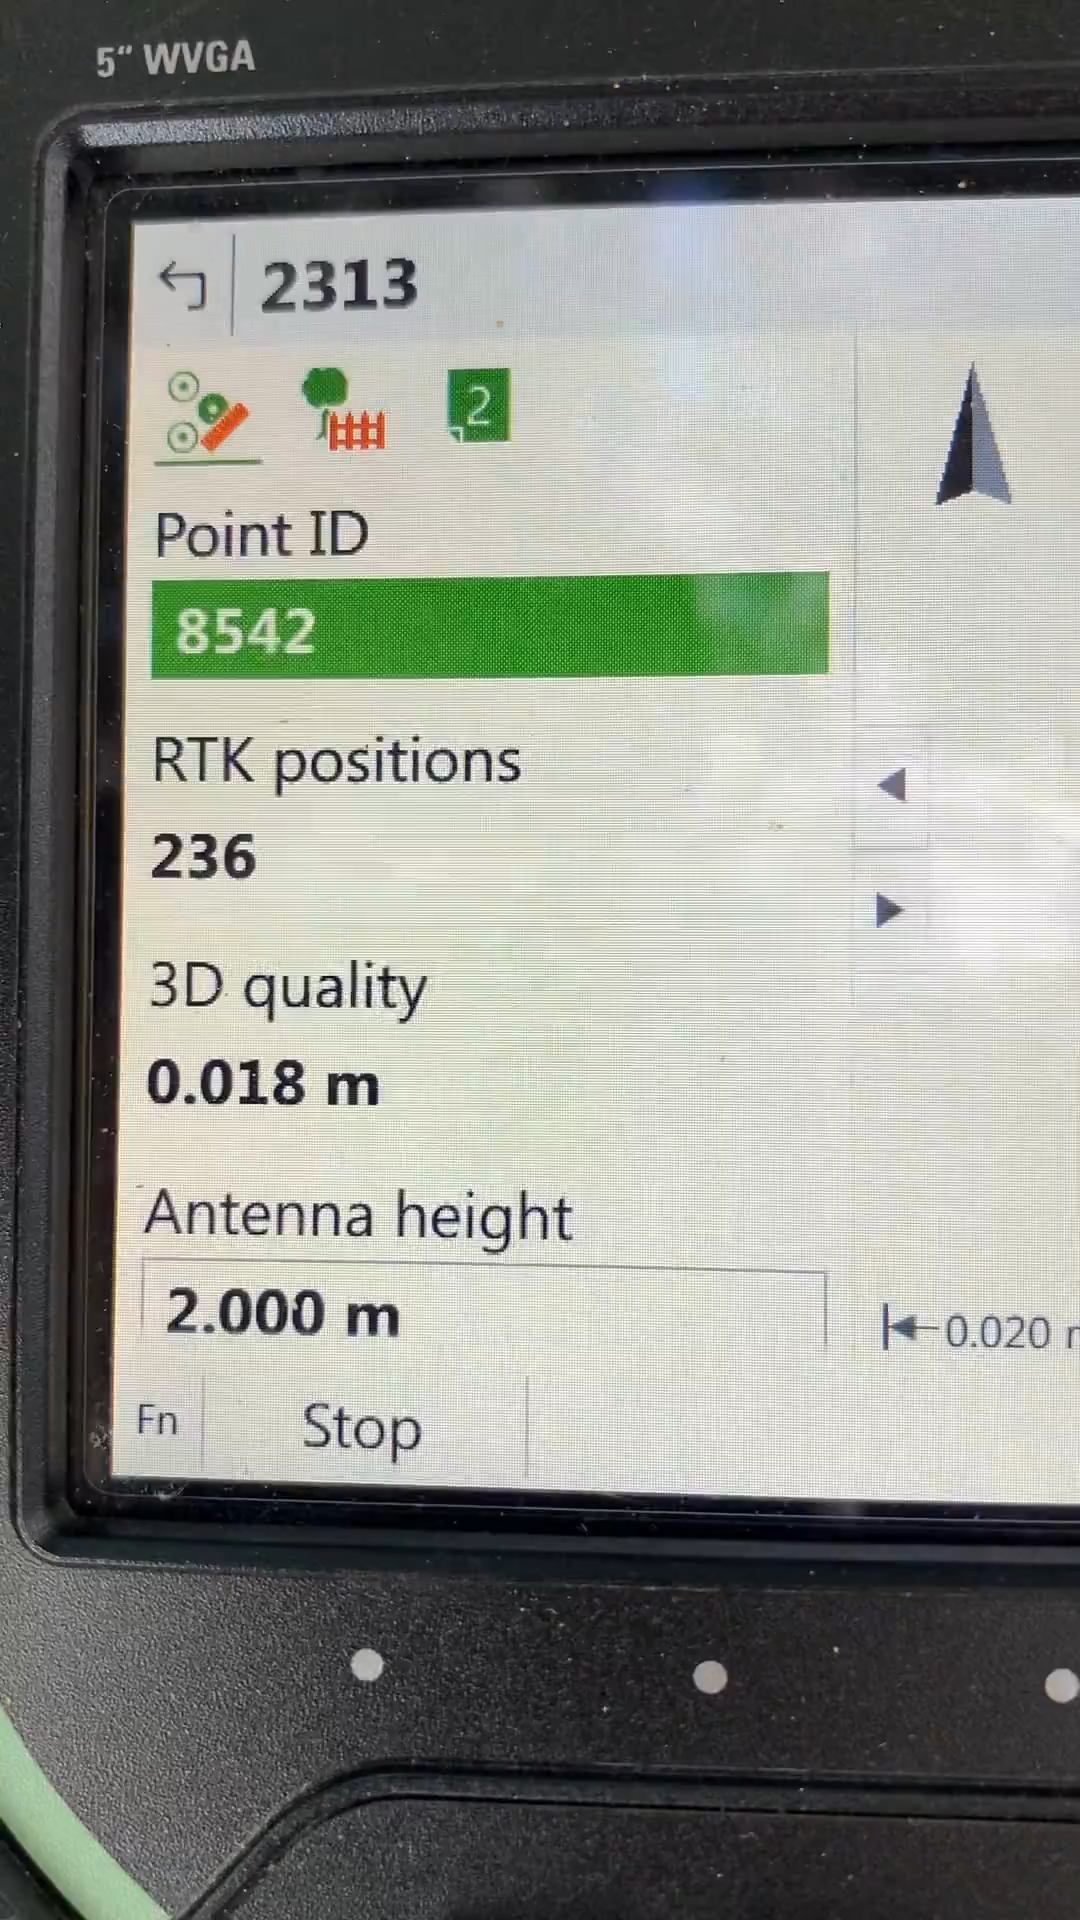 5" WVGA
2313
2
Point ID
8542
RTK positions
236
3D quality
0.018 m
Antenna height
2.000 m
0.020
Fn
Stop